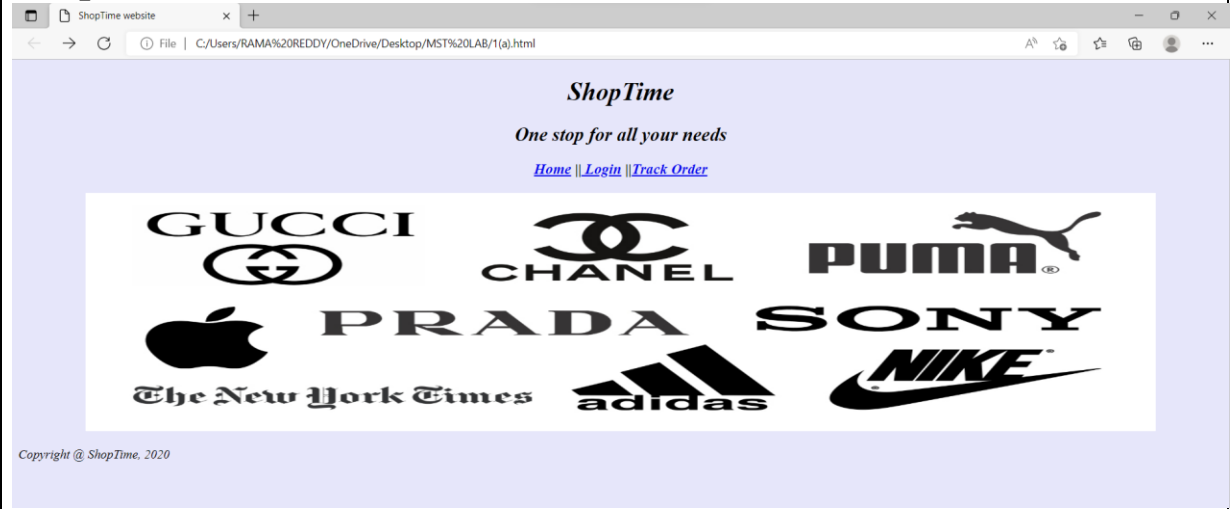 ShopTime website
File | C:/Users/RAMA%20REDDY/OneDrive/Desktop/MST%20LAB/1(a).html
ShopTime
One stop for all your needs
Home || Login ||Track Order
GUCCI
CHANEL
PUMA®
PRADA
SONY
The New York Times
adidas
NIKE
Copyright @ ShopTime, 2020